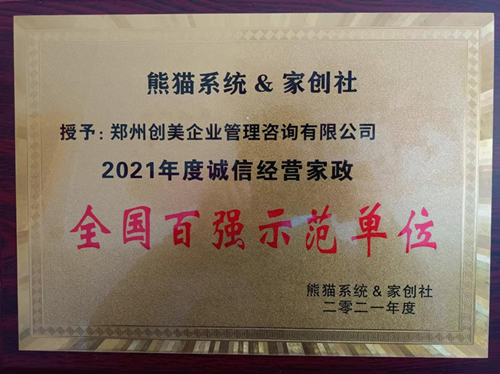 熊猫系统 & 家创社
授予：郑州创美企业管理咨询有限公司
2021年度诚信经营家政
全国百强示范单位
熊猫系统 & 家创社
二零二一年度